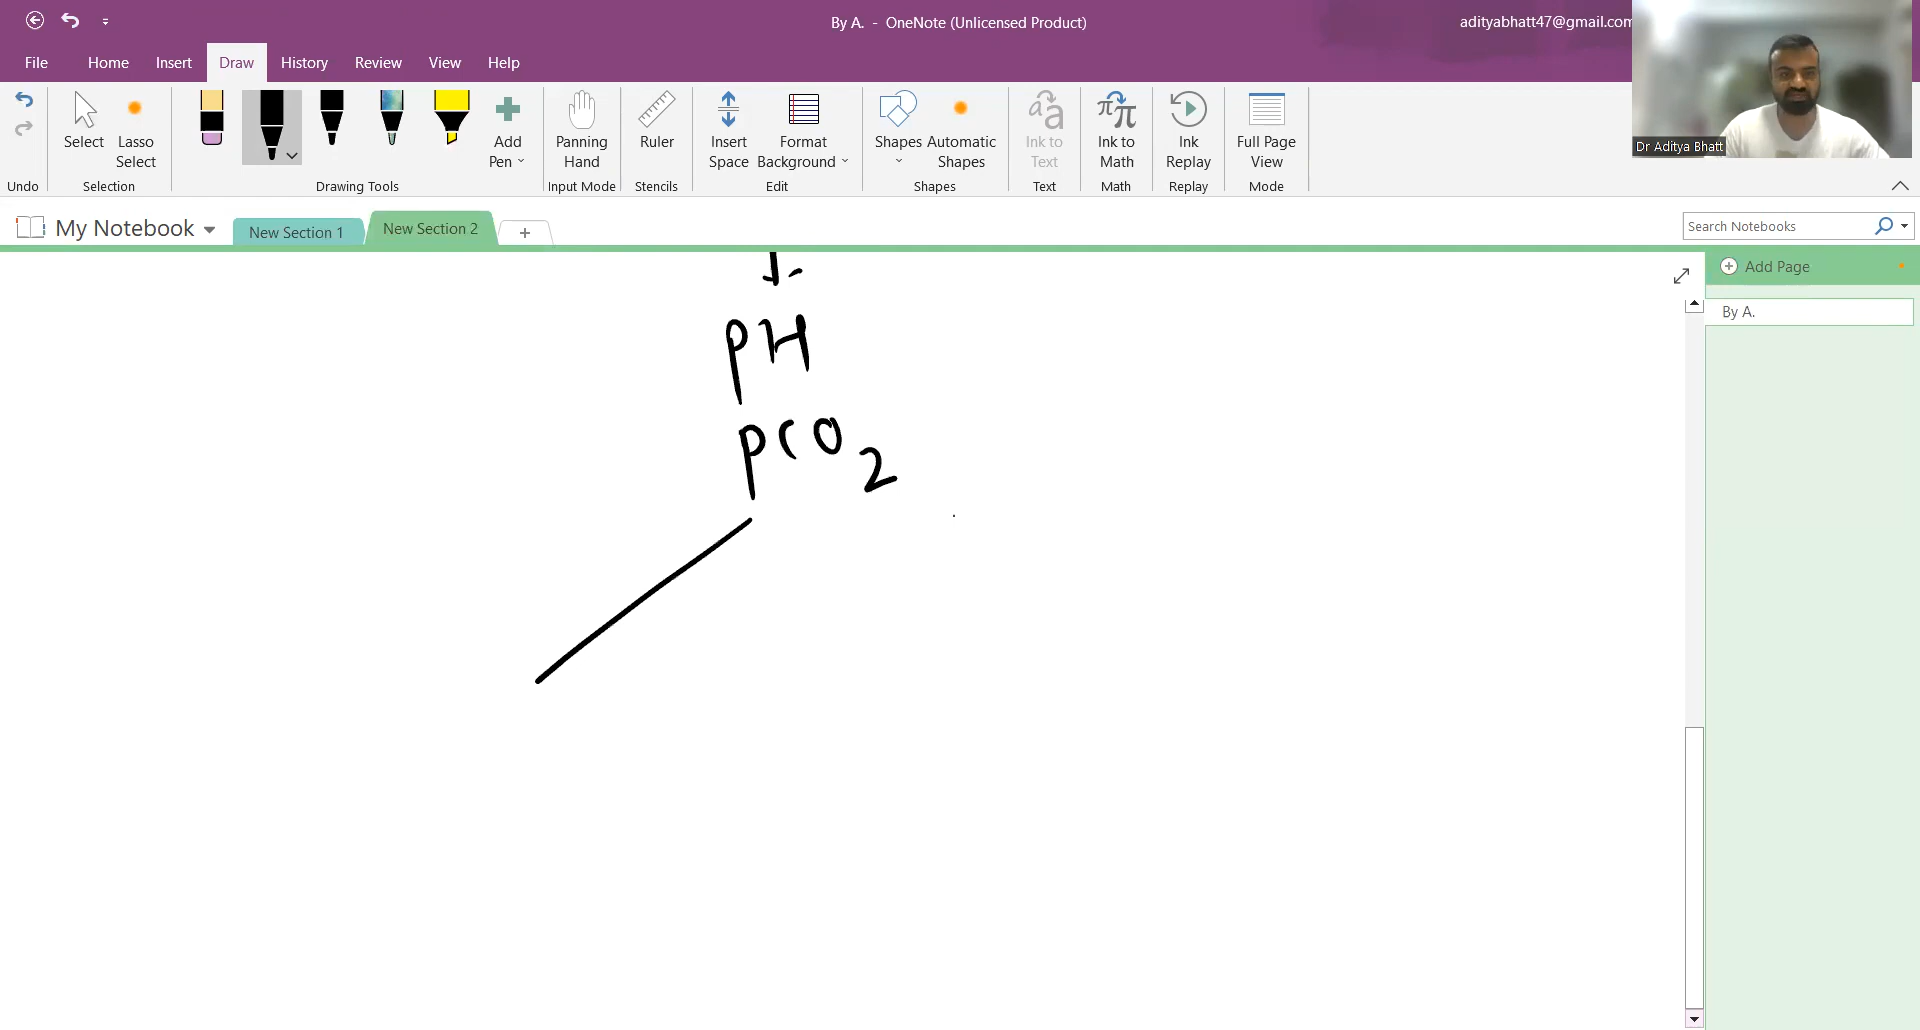 By A. - OneNote (Unlicensed Product)
adityabhatt47@gmail.com
File Home Insert Draw History Review View Help
Select
Lasso Select
Add Pen
Panning Hand
Ruler
Insert Space
Format Background
Shapes
Automatic Shapes
Ink to Text
Ink to Math
Ink Replay
Full Page View
Undo Selection Drawing Tools Input Mode Stencils Edit Shapes Text Math Replay Mode
Dr Aditya Bhatt
My Notebook New Section 1 New Section 2
Search Notebooks
Add Page
By A.
pH
pCO2